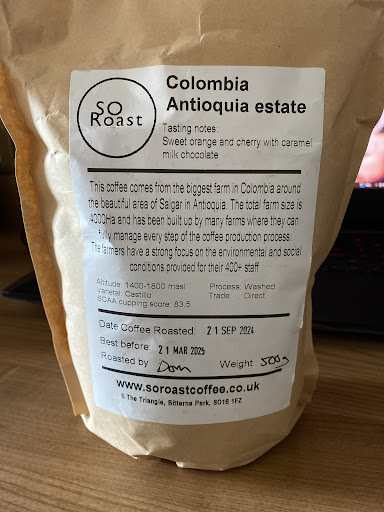 SO
Roast
Colombia
Antioquia estate
Tasting notes:
Sweet orange and cherry with caramel
milk chocolate
This coffee comes from the biggest farm in Colombia around
the beautiful area of Salgar in Antioquia. The total farm size is
4000Ha and has been built up by many farms where they can
fully manage every step of the coffee production process.
The farmers have a strong focus on the environmental and social
conditions provided for their 400+ staff
Altitude: 1400-1800 masl
Process: Washed
Varietal: Castillo
Trade: Direct
SCAA cupping score: 83.5
Date Coffee Roasted: 21 SEP 2024
Best before: 21 MAR 2025
Roasted by Dom Weight 500g
www.soroastcoffee.co.uk
5 The Triangle, Bitterne Park, SO18 1FZ